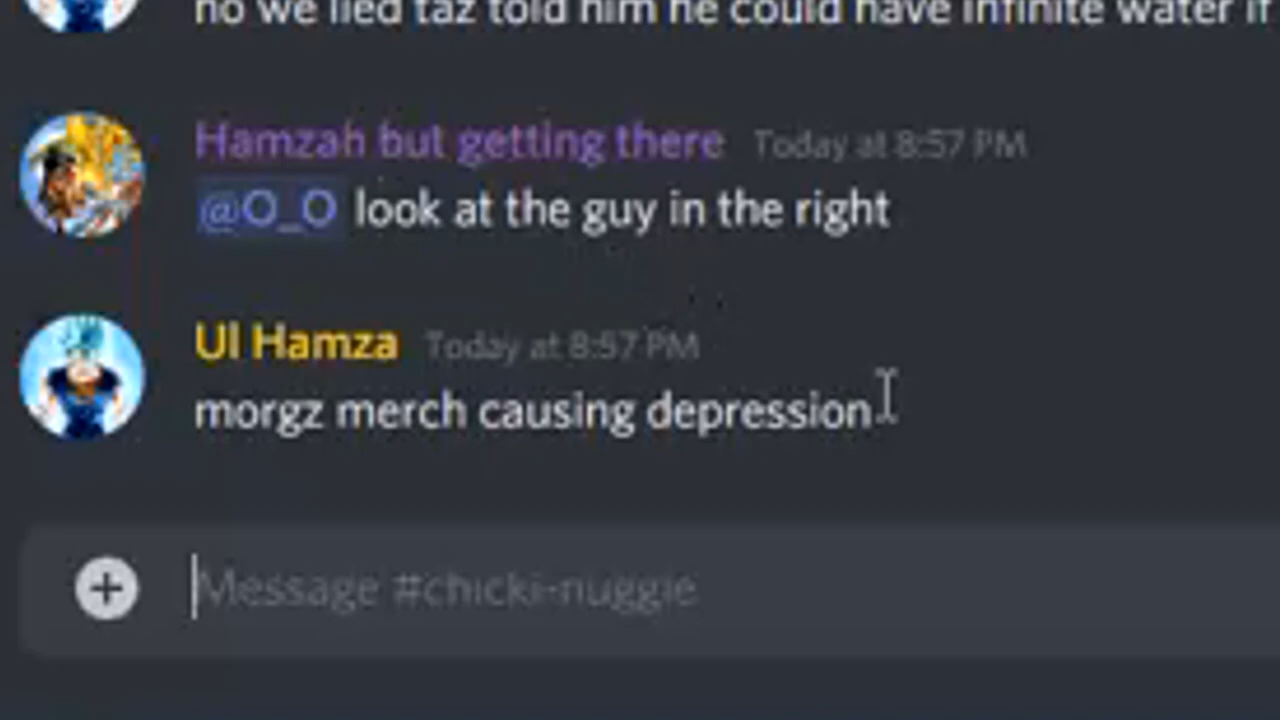 no we lied taz told him he could have infinite water if
Hamzah but getting there Today at 8:57 PM
@O_O look at the guy in the right
Ul Hamza Today at 8:57 PM
morgz merch causing depression
Message #chicki-nuggie